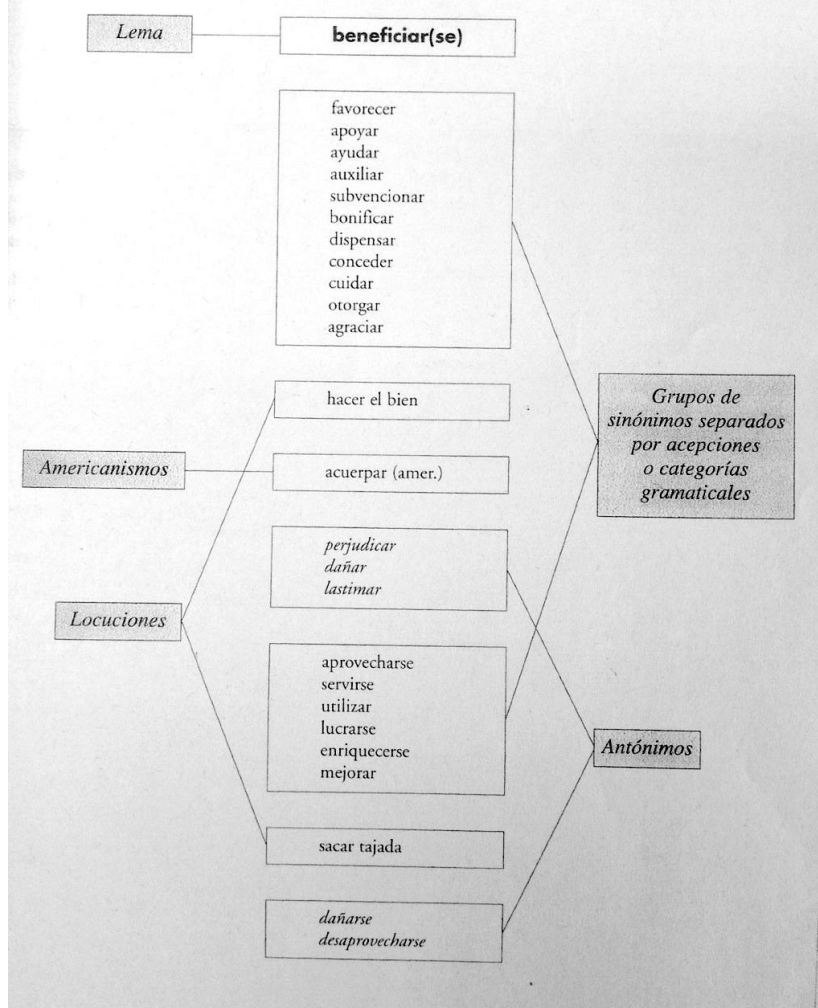 Lema
beneficiar(se)
favorecer
apoyar
ayudar
auxiliar
subvencionar
bonificar
dispensar
conceder
cuidar
otorgar
agraciar
hacer el bien
Grupos de
sinónimos separados
por acepciones
o categorías
gramaticales
Americanismos
acuerpar (amer.)
perjudicar
dañar
lastimar
Locuciones
aprovecharse
servirse
utilizar
lucrarse
enriquecerse
mejorar
Antónimos
sacar tajada
dañarse
desaprovecharse